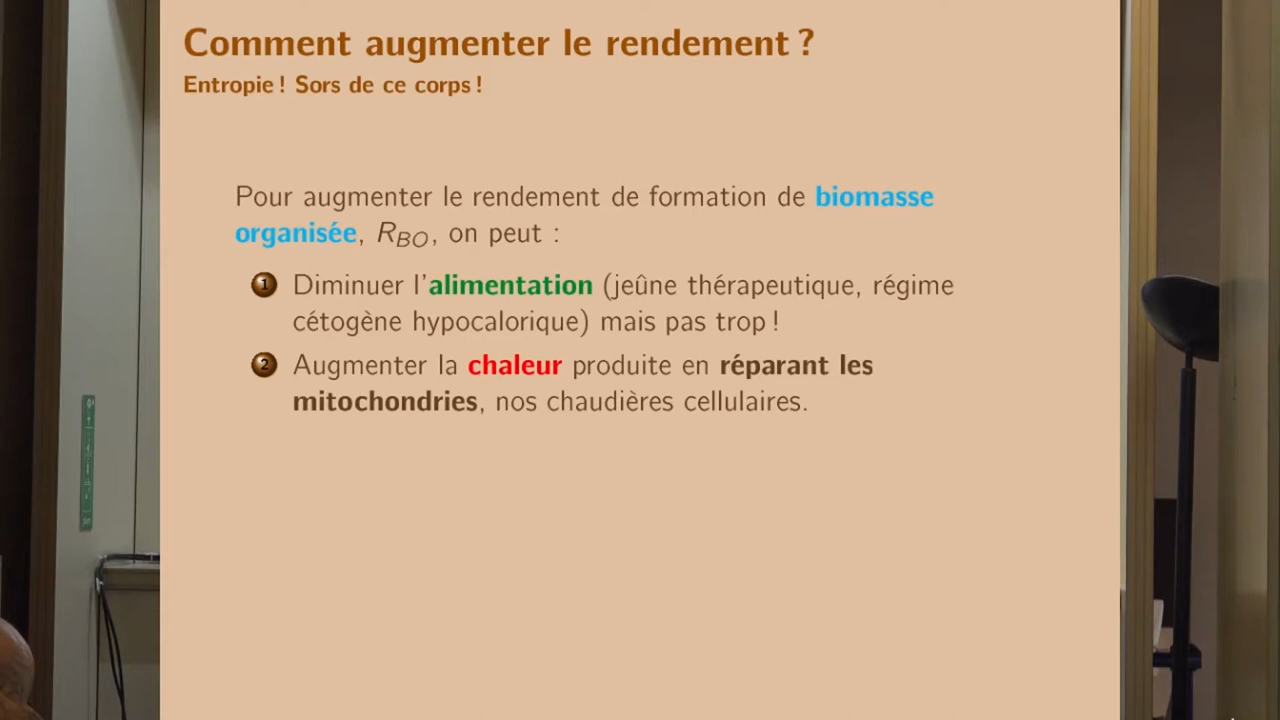 Comment augmenter le rendement ?
Entropie ! Sors de ce corps !
Pour augmenter le rendement de formation de biomasse
organisée, R_BO, on peut :
1 Diminuer l'alimentation (jeûne thérapeutique, régime
cétogène hypocalorique) mais pas trop !
2 Augmenter la chaleur produite en réparant les
mitochondries, nos chaudières cellulaires.